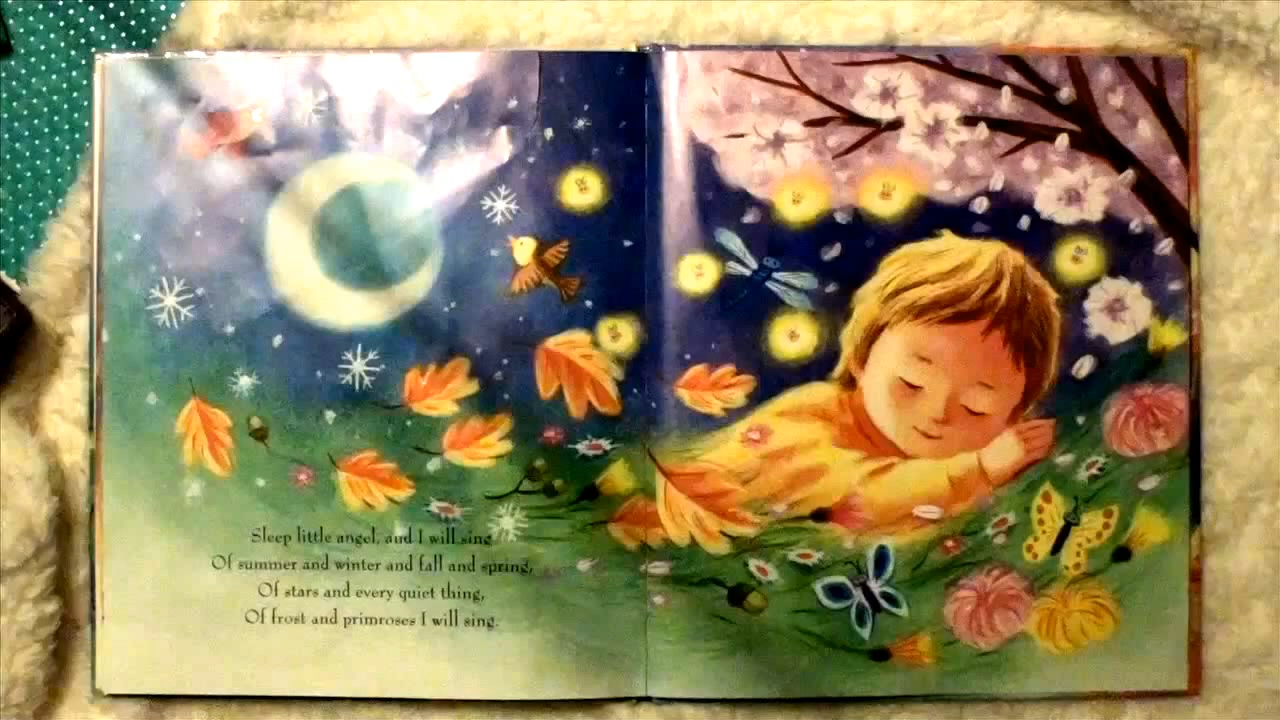 Sleep little angel, and I will sing
Of summer and winter and fall and spring,
Of stars and every quiet thing,
Of frost and primroses I will sing.